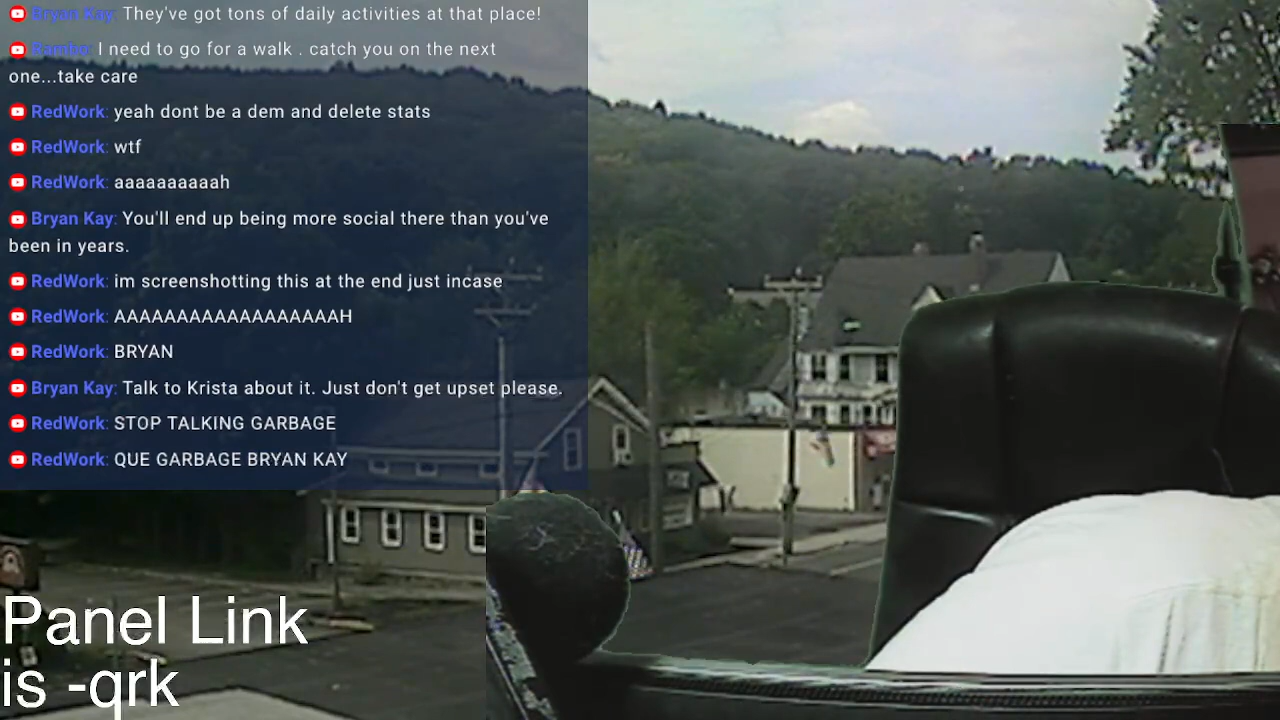 Bryan Kay: They've got tons of daily activities at that place!
Rambo: I need to go for a walk . catch you on the next
one...take care
RedWork: yeah dont be a dem and delete stats
RedWork: wtf
RedWork: aaaaaaaaaah
Bryan Kay: You'll end up being more social there than you've
been in years.
RedWork: im screenshotting this at the end just incase
RedWork: AAAAAAAAAAAAAAAAAAH
RedWork: BRYAN
Bryan Kay: Talk to Krista about it. Just don't get upset please.
RedWork: STOP TALKING GARBAGE
RedWork: QUE GARBAGE BRYAN KAY
Panel Link
is -qrk